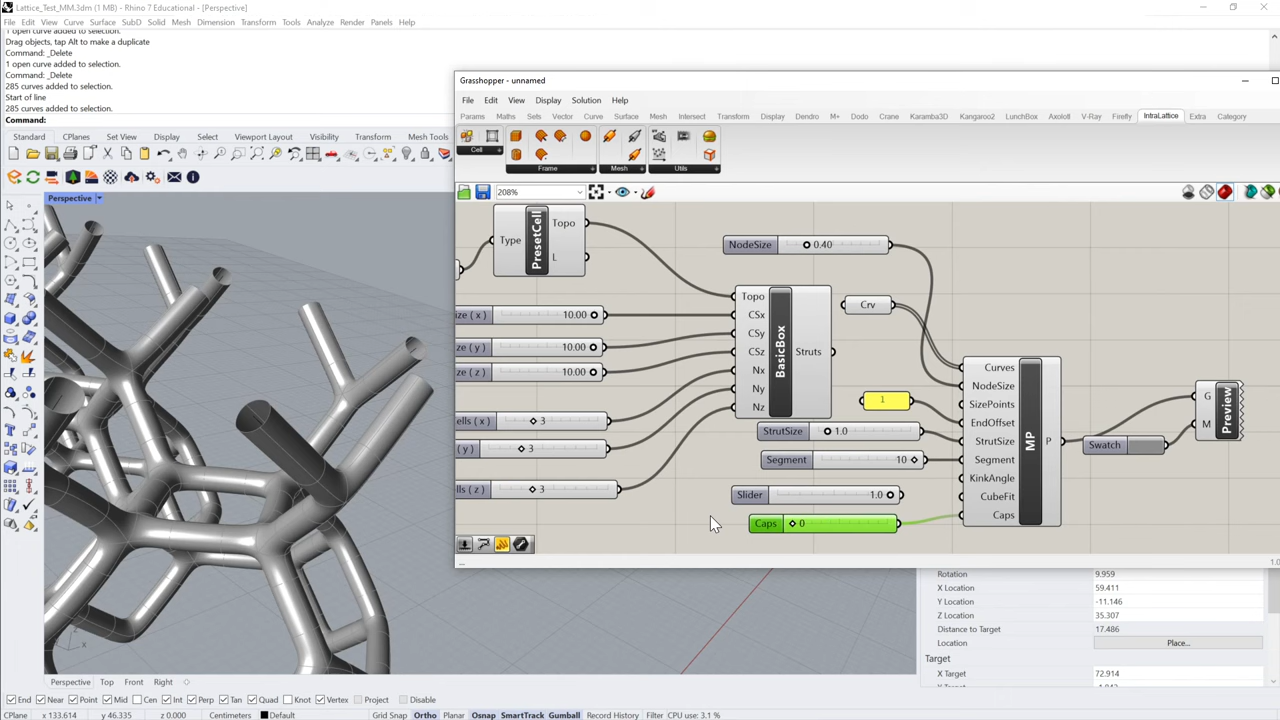 Lattice_Test_MM.3dm (1 MB) - Rhino 7 Educational - [Perspective]
File Edit View Curve Surface SubD Solid Mesh Dimension Transform Tools Analyze Render Panels Help
1 open curve added to selection.
Drag objects, tap Alt to make a duplicate
Command: _Delete
1 open curve added to selection.
Command: _Delete
285 curves added to selection.
Start of line
285 curves added to selection.
Command:
Standard CPlanes Set View Display Select Viewport Layout Visibility Transform Mesh Tools
Perspective
Grasshopper - unnamed
File Edit View Display Solution Help
Params Maths Sets Vector Curve Surface Mesh Intersect Transform Display Dendro M+ Dodo Crane Karamba3D Kangaroo2 LunchBox Axolotl V-Ray Firefly IntraLattice Extra Category
Cell Frame Mesh Utils
208%
Type PresetCell Topo
L
NodeSize 0.40
ize ( x ) 10.00
ize ( y ) 10.00
ize ( z ) 10.00
ells ( x ) 3
( y ) 3
ells ( z ) 3
Topo
CSx
CSy
CSz
Nx
Ny
Nz
BasicBox
Struts
Crv
1
StrutSize 1.0
Segment 10
Slider 1.0
Caps 0
Curves
NodeSize
SizePoints
EndOffset
StrutSize
Segment
KinkAngle
CubeFit
Caps
MP
P
Swatch
G
M
Preview
1.0
Rotation 9.959
X Location 59.411
Y Location -11.146
Z Location 35.307
Distance to Target 17.486
Location Place...
Target
X Target 72.914
x
Perspective Top Front Right
End Near Point Mid Cen Int Perp Tan Quad Knot Vertex Project Disable
CPlane x 133.614 y 46.335 z 0.000 Centimeters Default Grid Snap Ortho Planar Osnap SmartTrack Gumball Record History Filter CPU use: 3.1 %